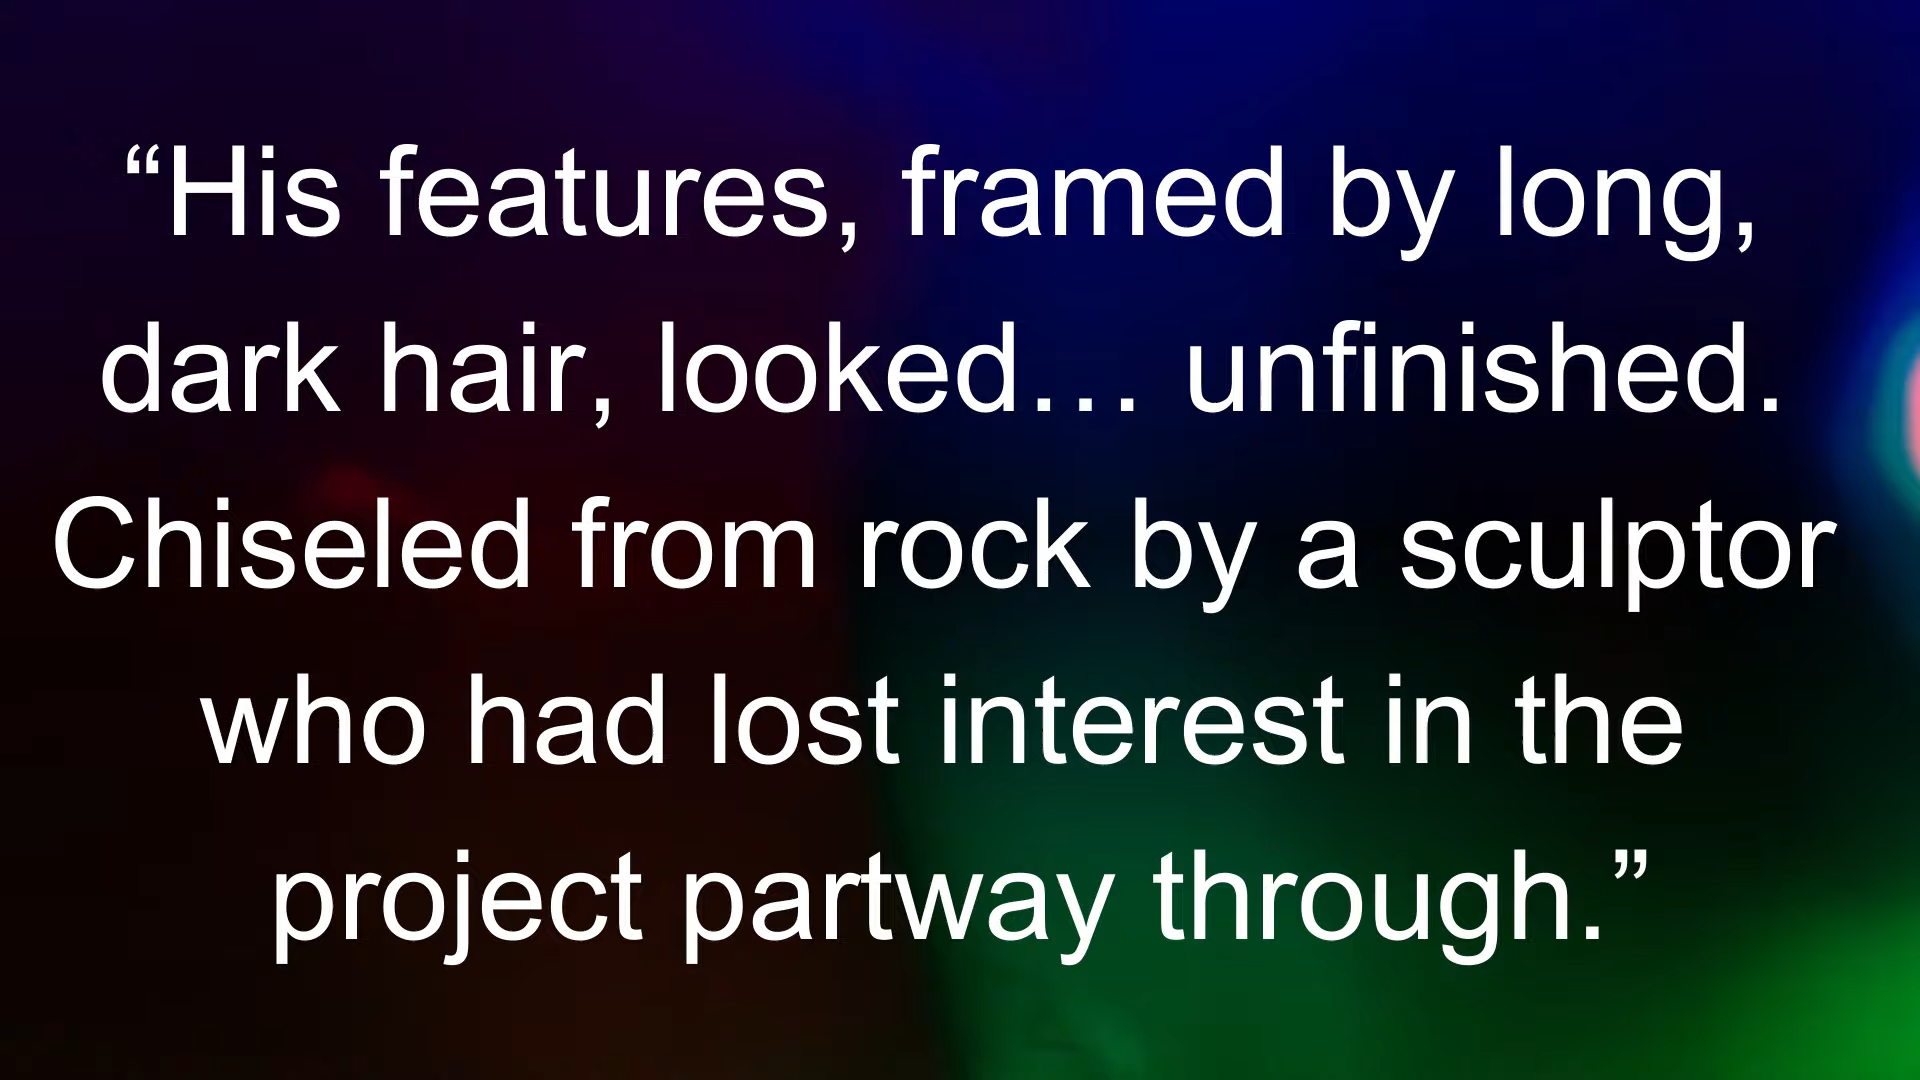 “His features, framed by long,
dark hair, looked… unfinished.
Chiseled from rock by a sculptor
who had lost interest in the
project partway through.”